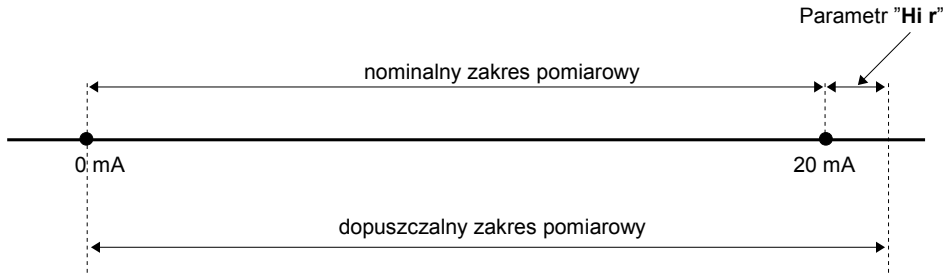 Parametr ”Hi r”
nominalny zakres pomiarowy
0 mA
20 mA
dopuszczalny zakres pomiarowy